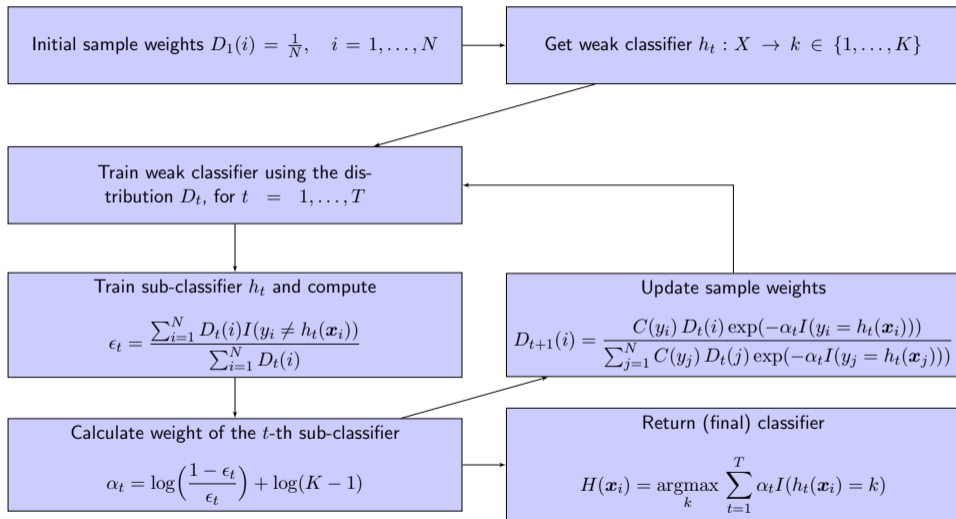 Initial sample weights $D_1(i) = \frac{1}{N}, \quad i = 1, \ldots, N$
Get weak classifier $h_t : X \to k \in \{1, \ldots, K\}$
Train weak classifier using the dis-
tribution $D_t$, for $t = 1, \ldots, T$
Train sub-classifier $h_t$ and compute
$\epsilon_t = \frac{\sum_{i=1}^{N} D_t(i) I(y_i \neq h_t(\boldsymbol{x}_i))}{\sum_{i=1}^{N} D_t(i)}$
Update sample weights
$D_{t+1}(i) = \frac{C(y_i) \, D_t(i) \exp(-\alpha_t I(y_i = h_t(\boldsymbol{x}_i)))}{\sum_{j=1}^{N} C(y_j) \, D_t(j) \exp(-\alpha_t I(y_j = h_t(\boldsymbol{x}_j)))}$
Calculate weight of the $t$-th sub-classifier
$\alpha_t = \log\left(\frac{1 - \epsilon_t}{\epsilon_t}\right) + \log(K - 1)$
Return (final) classifier
$H(\boldsymbol{x}_i) = \underset{k}{\operatorname{argmax}} \sum_{t=1}^{T} \alpha_t I(h_t(\boldsymbol{x}_i) = k)$